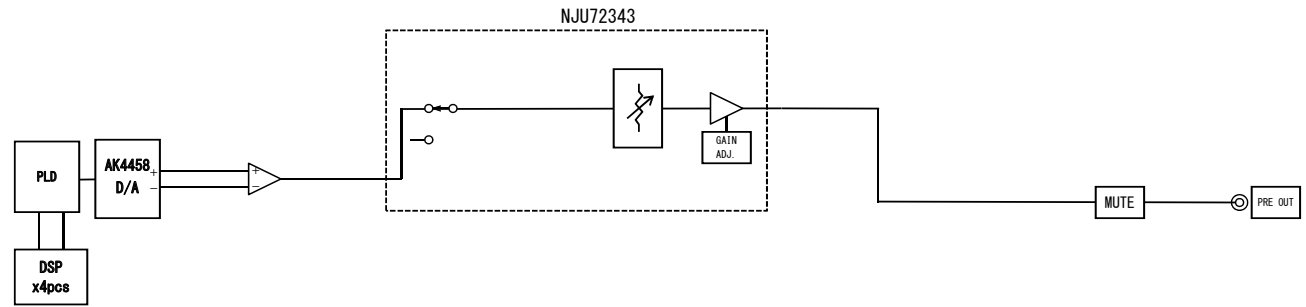 NJU72343
GAIN
ADJ.
PLD
AK4458
D/A
+
−
+
−
MUTE
PRE OUT
DSP
x4pcs